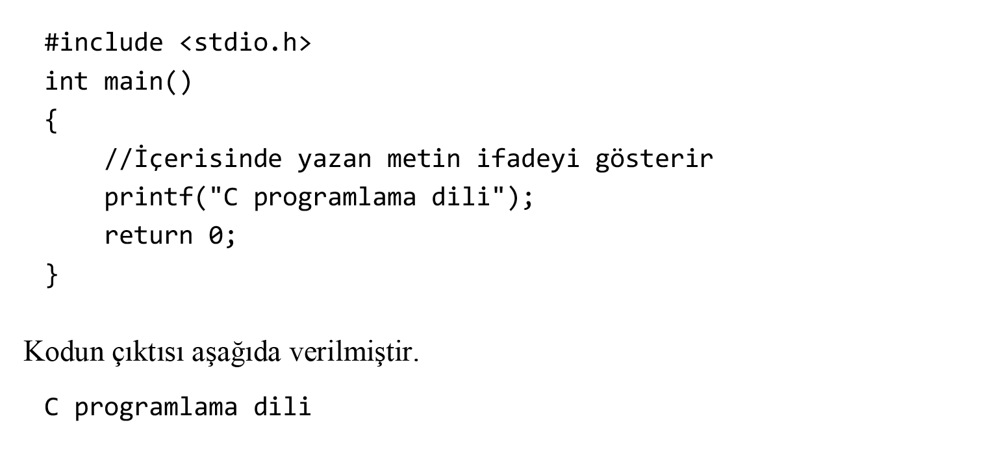 #include <stdio.h>
int main()
{
    //İçerisinde yazan metin ifadeyi gösterir
    printf("C programlama dili");
    return 0;
}
Kodun çıktısı aşağıda verilmiştir.
C programlama dili